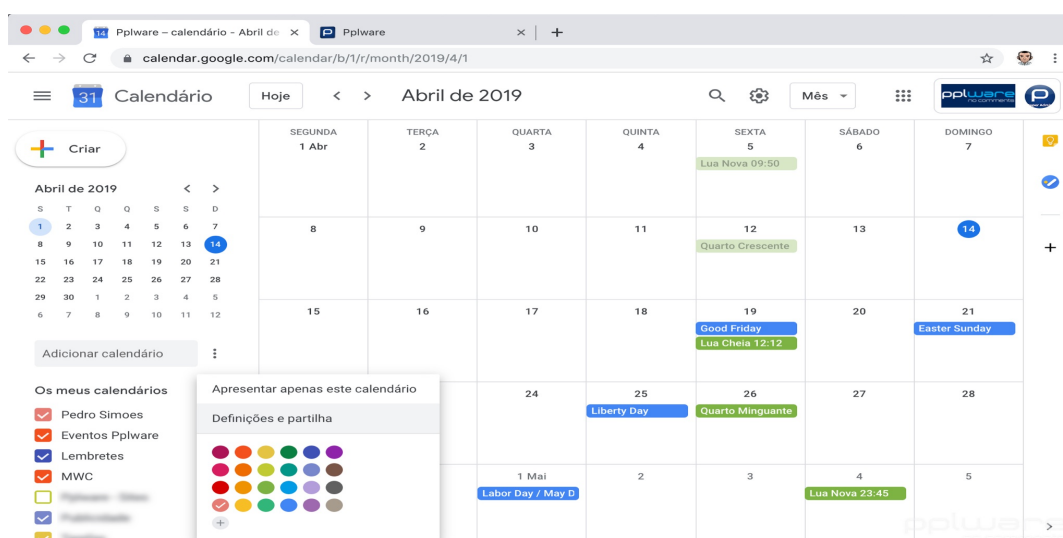 Pplware – calendário - Abril de
Pplware
calendar.google.com/calendar/b/1/r/month/2019/4/1
31 Calendário Hoje Abril de 2019 Mês pplware no comments
Criar
Abril de 2019
S T Q Q S S D
1 2 3 4 5 6 7
8 9 10 11 12 13 14
15 16 17 18 19 20 21
22 23 24 25 26 27 28
29 30 1 2 3 4 5
6 7 8 9 10 11 12
Adicionar calendário
Os meus calendários
Pedro Simoes
Eventos Pplware
Lembretes
MWC
SEGUNDA TERÇA QUARTA QUINTA SEXTA SÁBADO DOMINGO
1 Abr 2 3 4 5 6 7
Lua Nova 09:50
8 9 10 11 12 13 14
Quarto Crescente
15 16 17 18 19 20 21
Good Friday Easter Sunday
Lua Cheia 12:12
24 25 26 27 28
Liberty Day Quarto Minguante
1 Mai 2 3 4 5
Labor Day / May D Lua Nova 23:45
Apresentar apenas este calendário
Definições e partilha
pplware